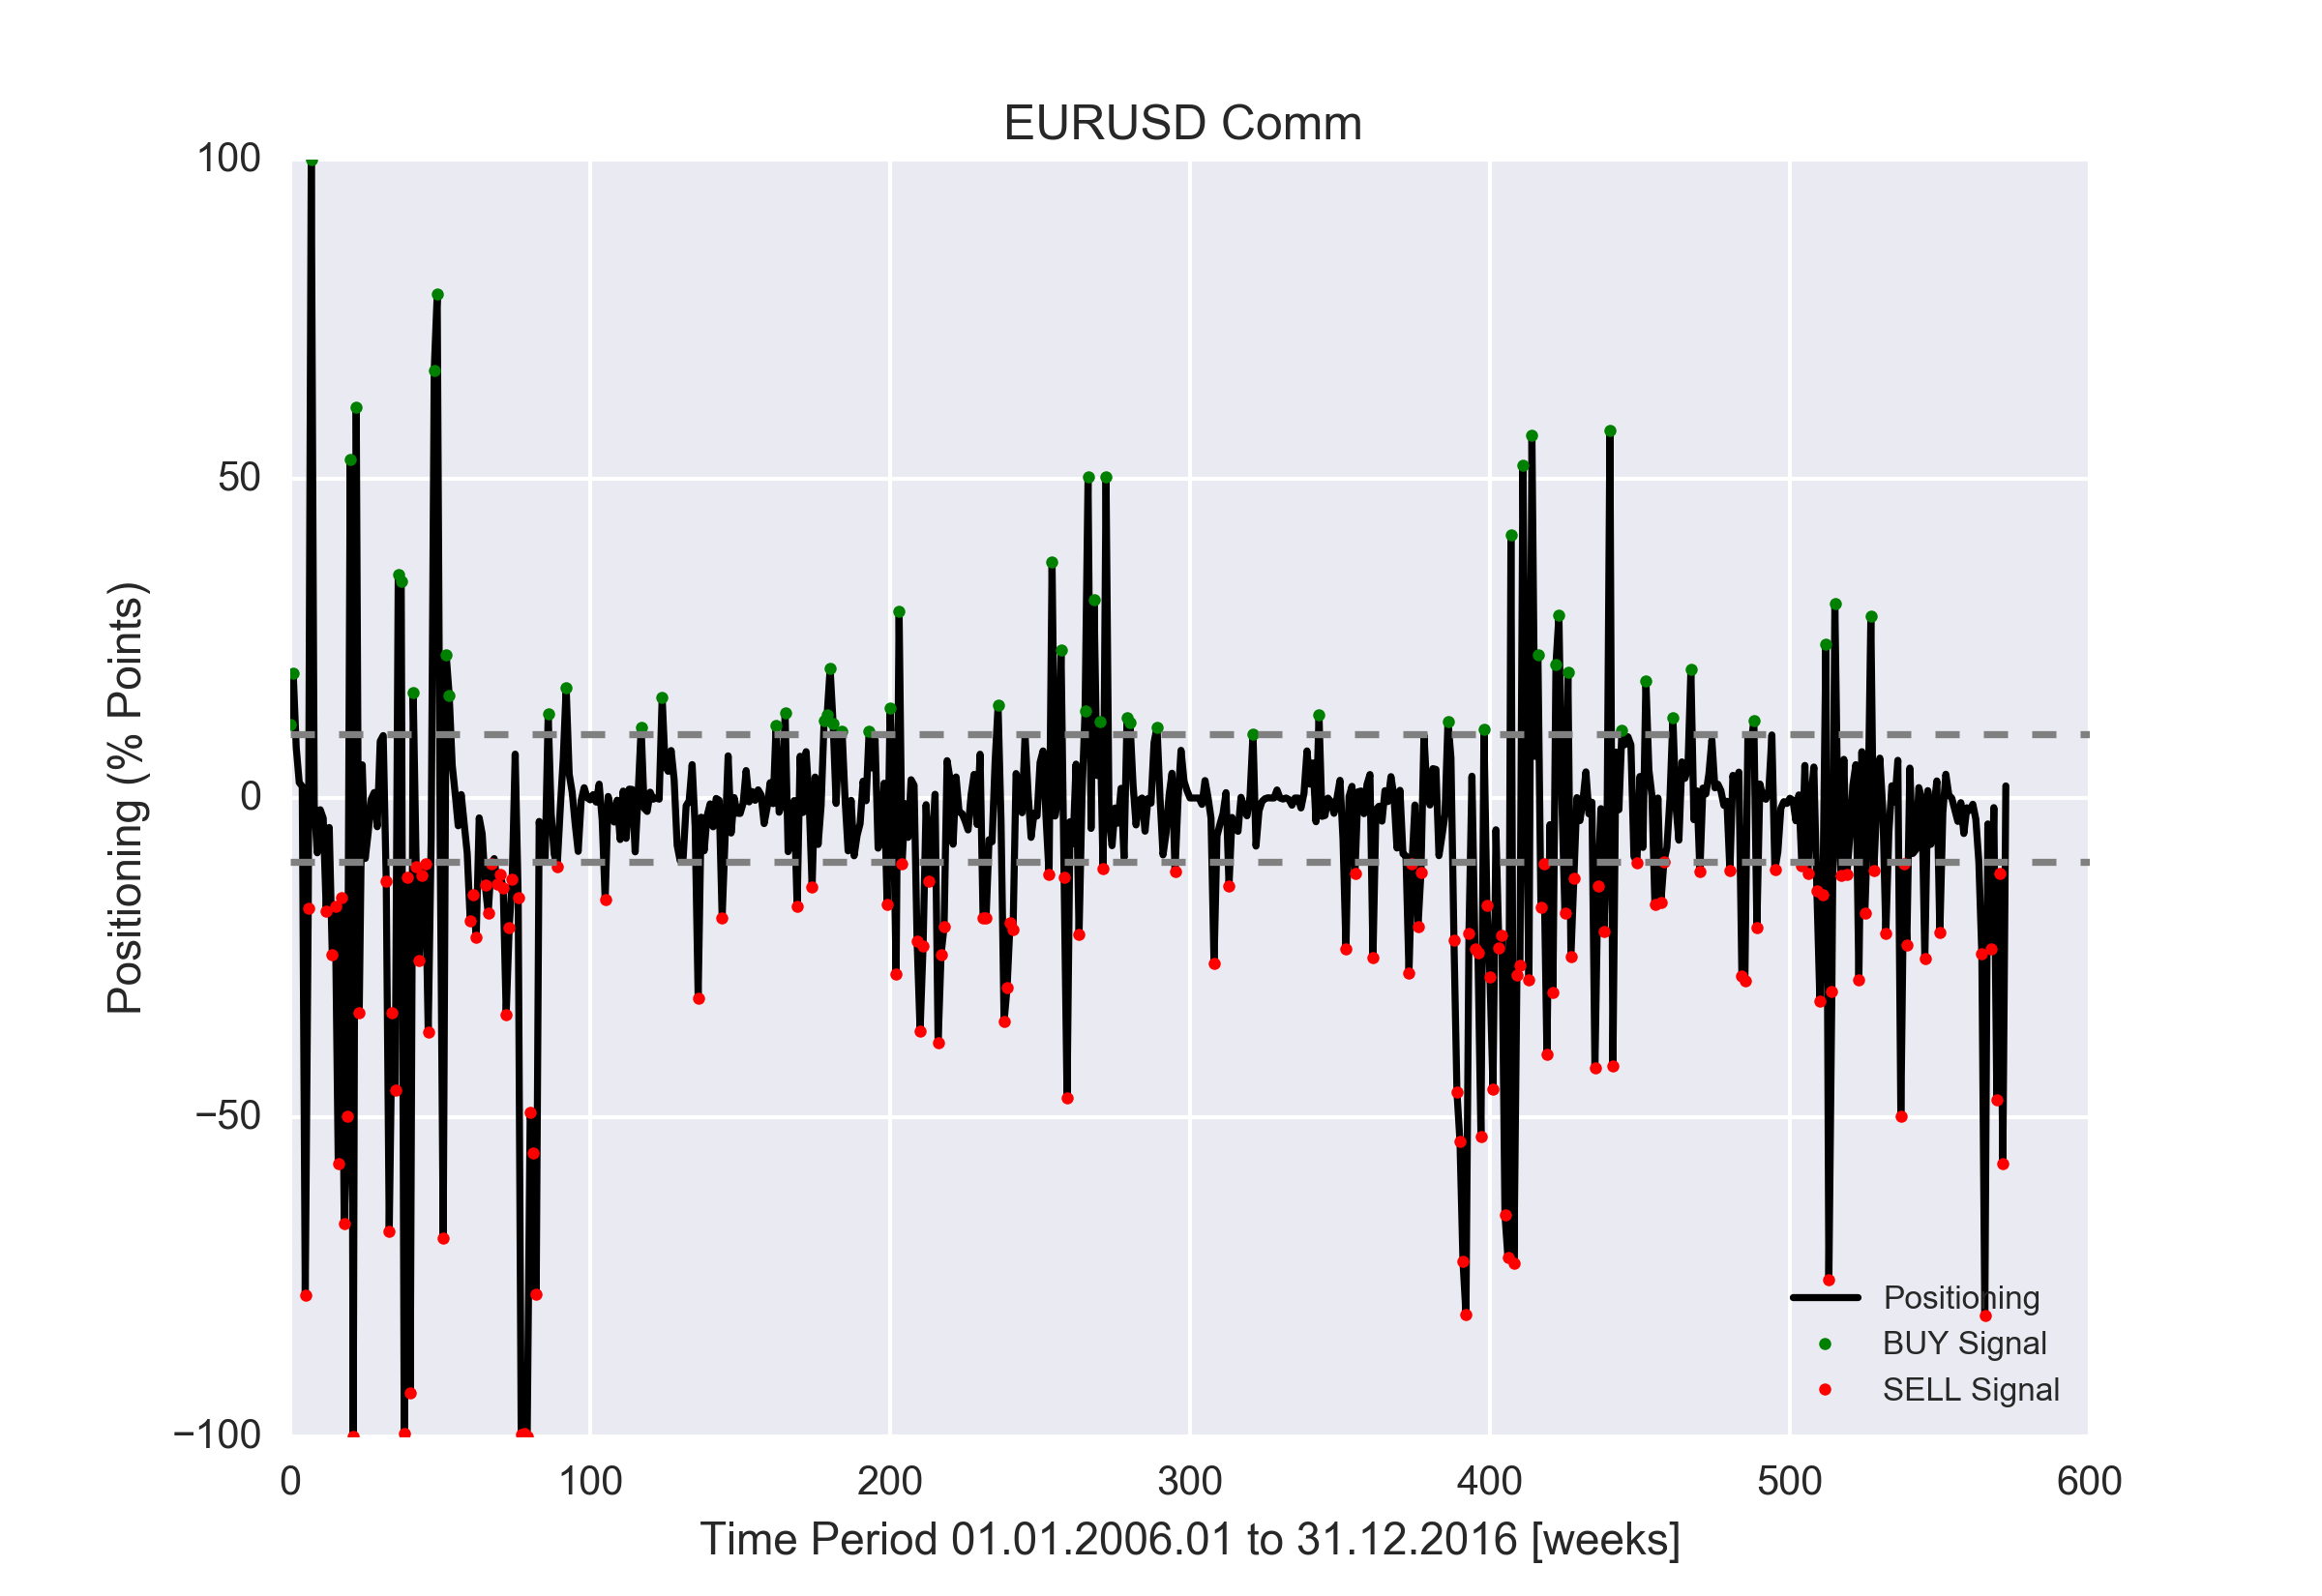 EURUSD Comm
100
50
0
−50
−100
Positioning (% Points)
0 100 200 300 400 500 600
Time Period 01.01.2006.01 to 31.12.2016 [weeks]
Positioning
BUY Signal
SELL Signal